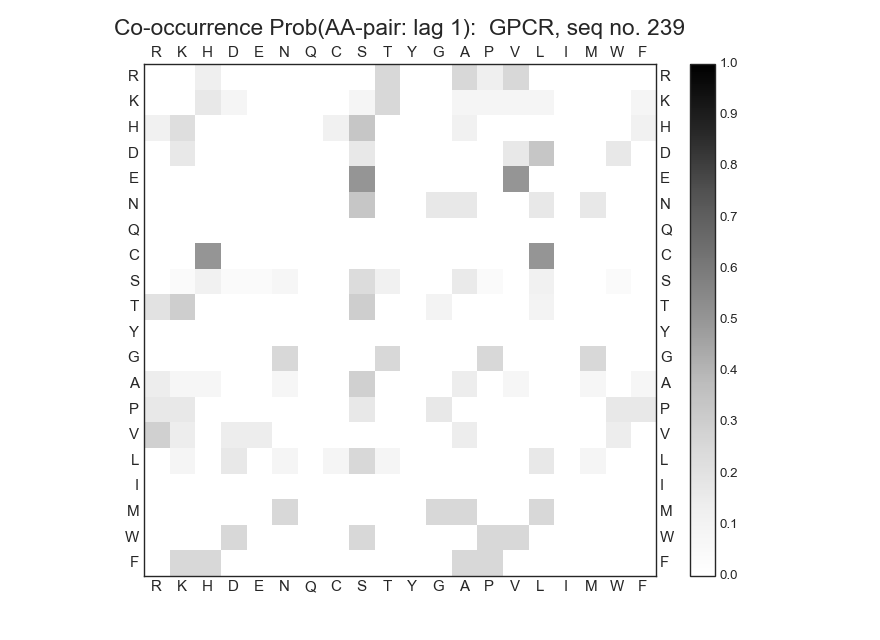 Co-occurrence Prob(AA-pair: lag 1):  GPCR, seq no. 239
R K H D E N Q C S T Y G A P V L I M W F
R R 1.0
K K
0.9
H H
D D 0.8
E E
0.7
N N
Q Q 0.6
C C
S S 0.5
T T
Y Y
0.4
G G
A A
0.3
P P
V V
0.2
L L
I I
0.1
M M
W W
F F 0.0
R K H D E N Q C S T Y G A P V L I M W F